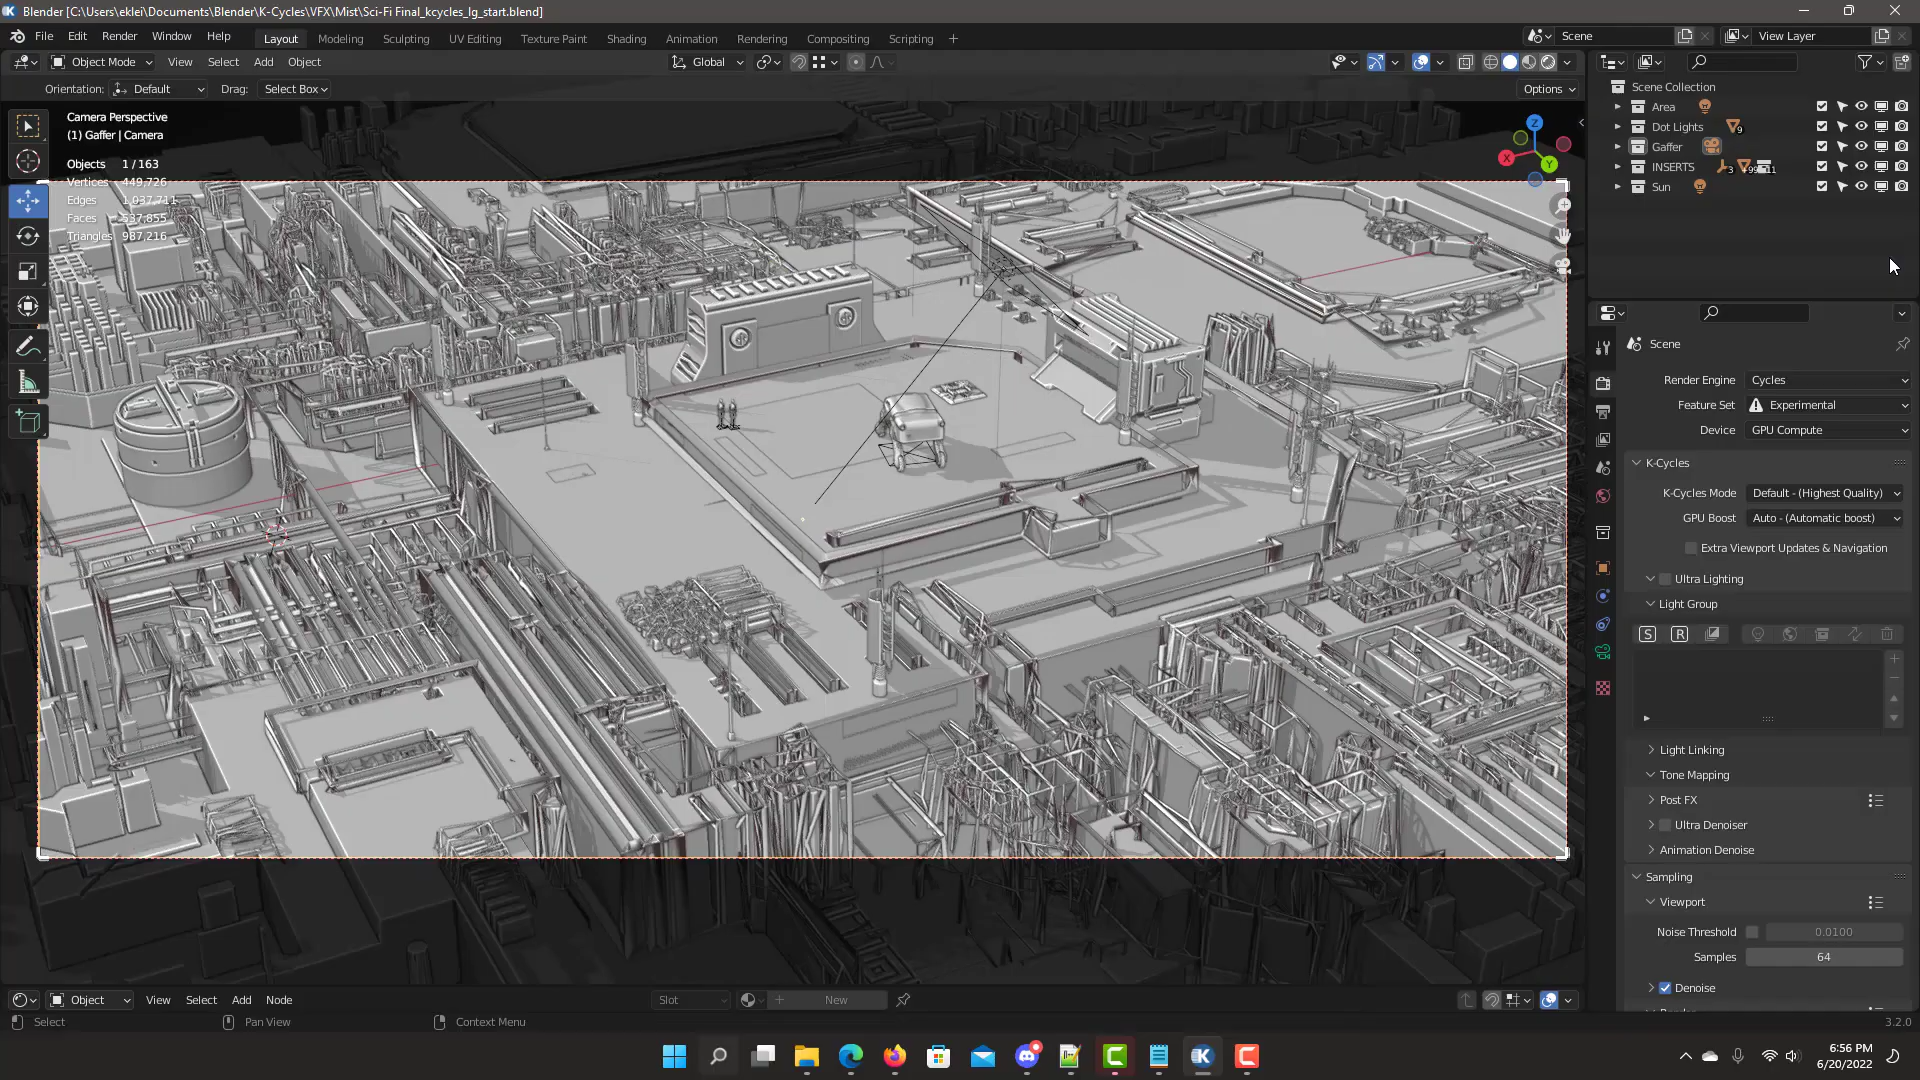 Blender [C:\Users\eklei\Documents\Blender\K-Cycles\VFX\Mist\Sci-Fi Final_kcycles_lg_start.blend]
File Edit Render Window Help Layout Modeling Sculpting UV Editing Texture Paint Shading Animation Rendering Compositing Scripting Scene View Layer
Object Mode View Select Add Object Global
Orientation: Default Drag: Select Box Options
Camera Perspective
(1) Gaffer | Camera
Objects 1 / 163
Vertices 449,726
Edges 1,037,711
Faces 537,855
Triangles 987,216
Z
X
Y
Scene Collection
Area
Dot Lights 9
Gaffer
INSERTS 3
Sun
Scene
Render Engine Cycles
Feature Set Experimental
Device GPU Compute
K-Cycles
K-Cycles Mode Default - (Highest Quality)
GPU Boost Auto - (Automatic boost)
Extra Viewport Updates & Navigation
Ultra Lighting
Light Group
S R
Light Linking
Tone Mapping
Post FX
Ultra Denoiser
Animation Denoise
Sampling
Viewport
Noise Threshold 0.0100
Samples 64
Denoise
Object View Select Add Node Slot New
Select Pan View Context Menu 3.2.0
6:56 PM
6/20/2022